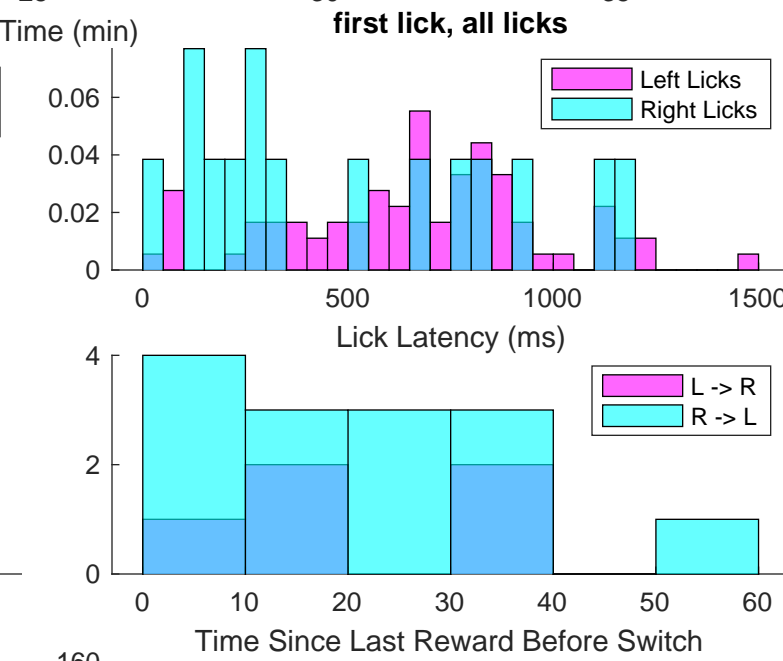 Time (min)
first lick, all licks
Left Licks
Right Licks
0.06
0.04
0.02
0
0 500 1000 1500
Lick Latency (ms)
L -> R
R -> L
4
2
0
0 10 20 30 40 50 60
Time Since Last Reward Before Switch
160